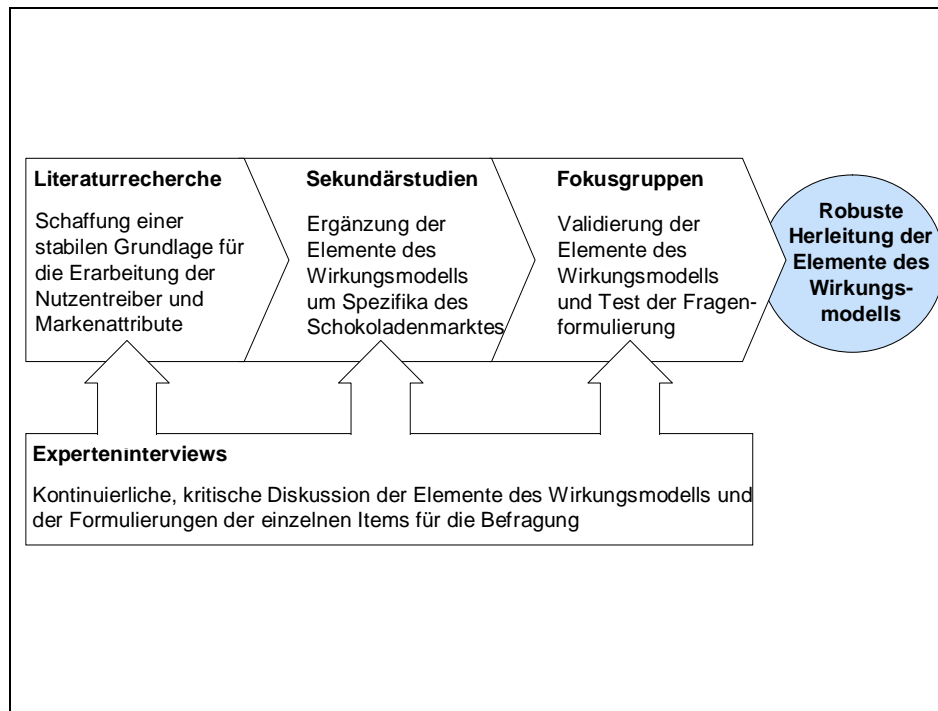 Literaturrecherche
Schaffung einer
stabilen Grundlage für
die Erarbeitung der
Nutzentreiber und
Markenattribute
Sekundärstudien
Ergänzung der
Elemente des
Wirkungsmodells
um Spezifika des
Schokoladenmarktes
Fokusgruppen
Validierung der
Elemente des
Wirkungsmodells
und Test der Fragen-
formulierung
Robuste
Herleitung der
Elemente des
Wirkungs-
modells
Experteninterviews
Kontinuierliche, kritische Diskussion der Elemente des Wirkungsmodells und
der Formulierungen der einzelnen Items für die Befragung